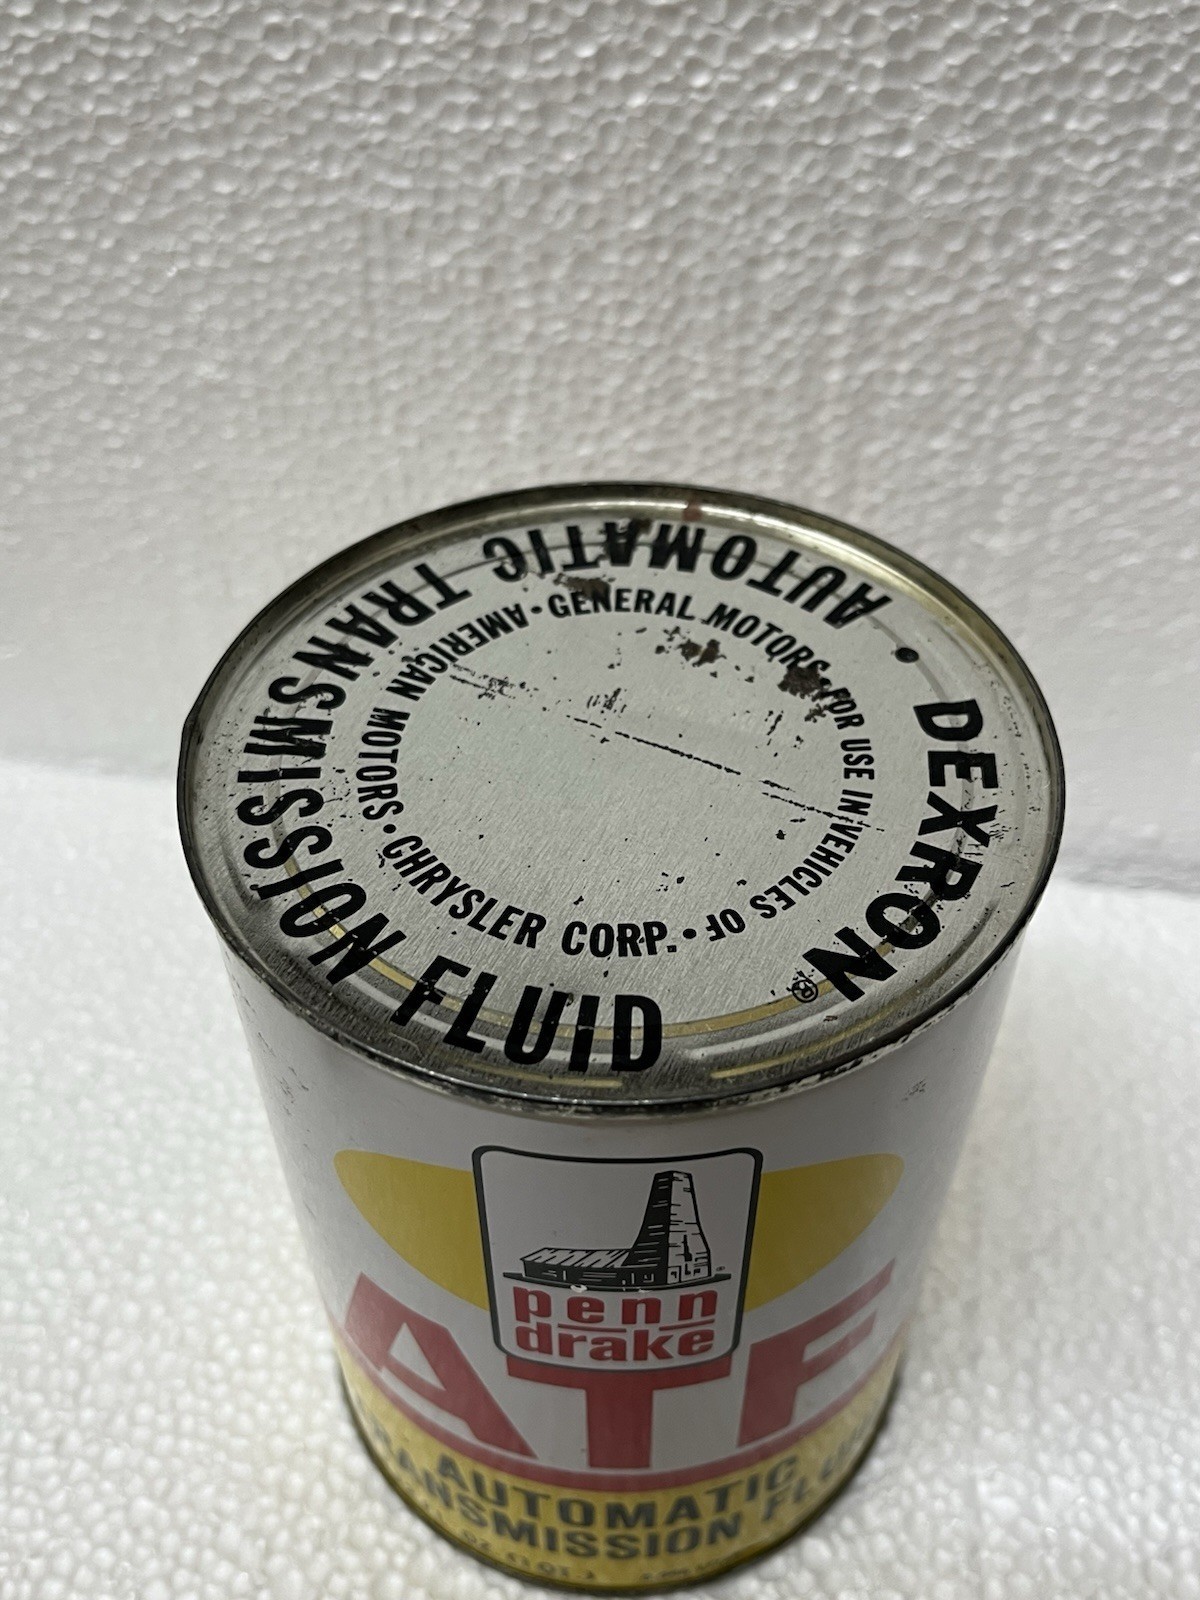 DEXRON® AUTOMATIC TRANSMISSION FLUID •
FOR USE IN VEHICLES OF • CHRYSLER CORP. • AMERICAN MOTORS • GENERAL MOTORS •
penn
drake
ATF
AUTOMATIC
TRANSMISSION FLUID